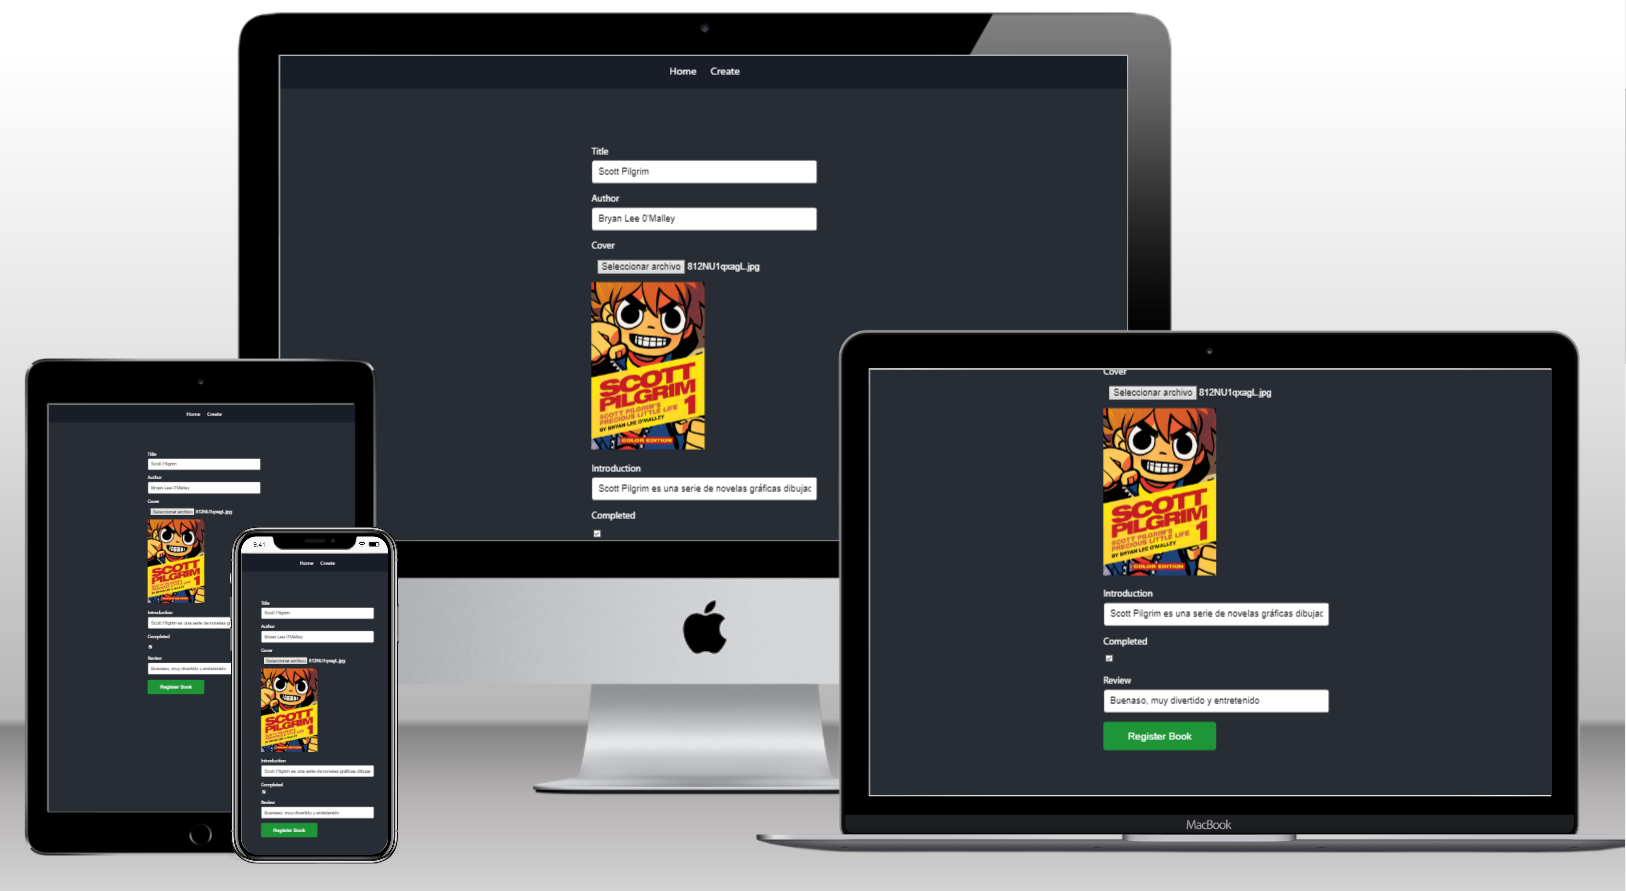 Home Create
Title
Scott Pilgrim
Author
Bryan Lee O'Malley
Cover
Seleccionar archivo 812NU1qxagL.jpg
SCOTT
PILGRIM 1
SCOTT PILGRIM'S
PRECIOUS LITTLE LIFE
BY BRYAN LEE O'MALLEY
COLOR EDITION
Introduction
Scott Pilgrim es una serie de novelas gráficas dibujac
Completed
Home Create
Title
Scott Pilgrim
Author
Bryan Lee O'Malley
Cover
Seleccionar archivo 812NU1qxagL.jpg
SCOTT
PILGRIM 1
Introduction
Scott Pilgrim es una serie de novelas g
Completed
Review
Buenaso, muy divertido y entretenido
Register Book
9:41
Home Create
Title
Scott Pilgrim
Author
Bryan Lee O'Malley
Cover
Seleccionar archivo 812NU1qxagL.jpg
SCOTT
PILGRIM 1
Introduction
Scott Pilgrim es una serie de novelas gráficas dibujac
Completed
Review
Buenaso, muy divertido y entretenido
Register Book
Cover
Seleccionar archivo 812NU1qxagL.jpg
SCOTT
PILGRIM 1
SCOTT PILGRIM'S
PRECIOUS LITTLE LIFE
BY BRYAN LEE O'MALLEY
COLOR EDITION
Introduction
Scott Pilgrim es una serie de novelas gráficas dibujac
Completed
Review
Buenaso, muy divertido y entretenido
Register Book
MacBook